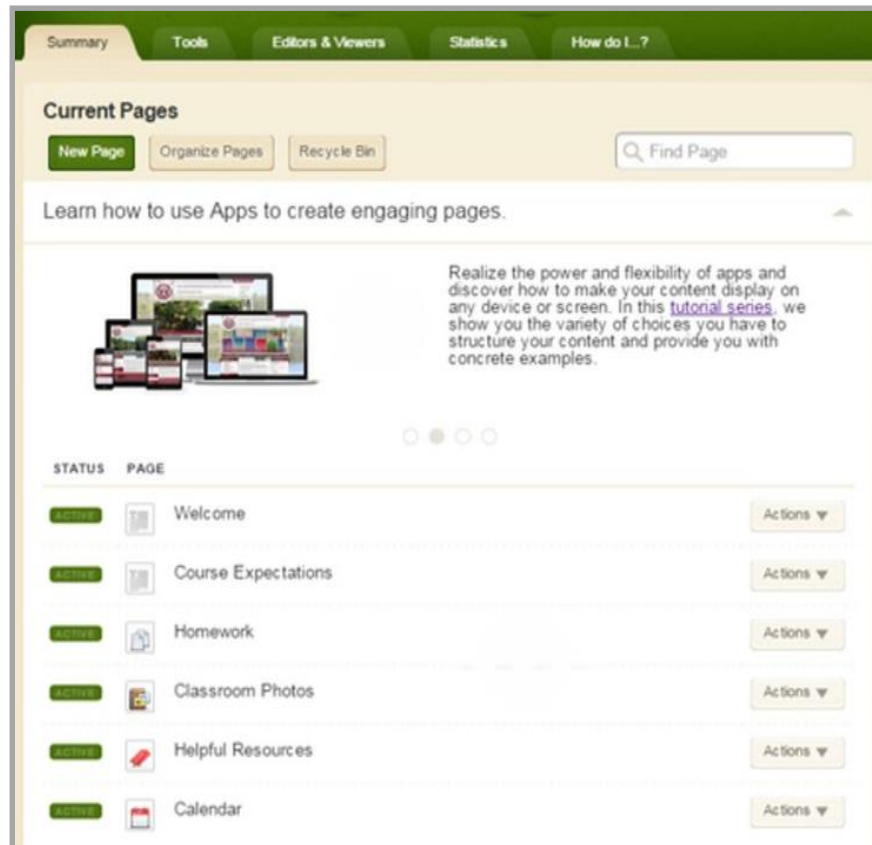 Summary Tools Editors & Viewers Statistics How do I...?
Current Pages
New Page Organize Pages Recycle Bin Find Page
Learn how to use Apps to create engaging pages.
Realize the power and flexibility of apps and
discover how to make your content display on
any device or screen. In this tutorial series, we
show you the variety of choices you have to
structure your content and provide you with
concrete examples.
STATUS PAGE
ACTIVE Welcome Actions
ACTIVE Course Expectations Actions
ACTIVE Homework Actions
ACTIVE Classroom Photos Actions
ACTIVE Helpful Resources Actions
ACTIVE Calendar Actions